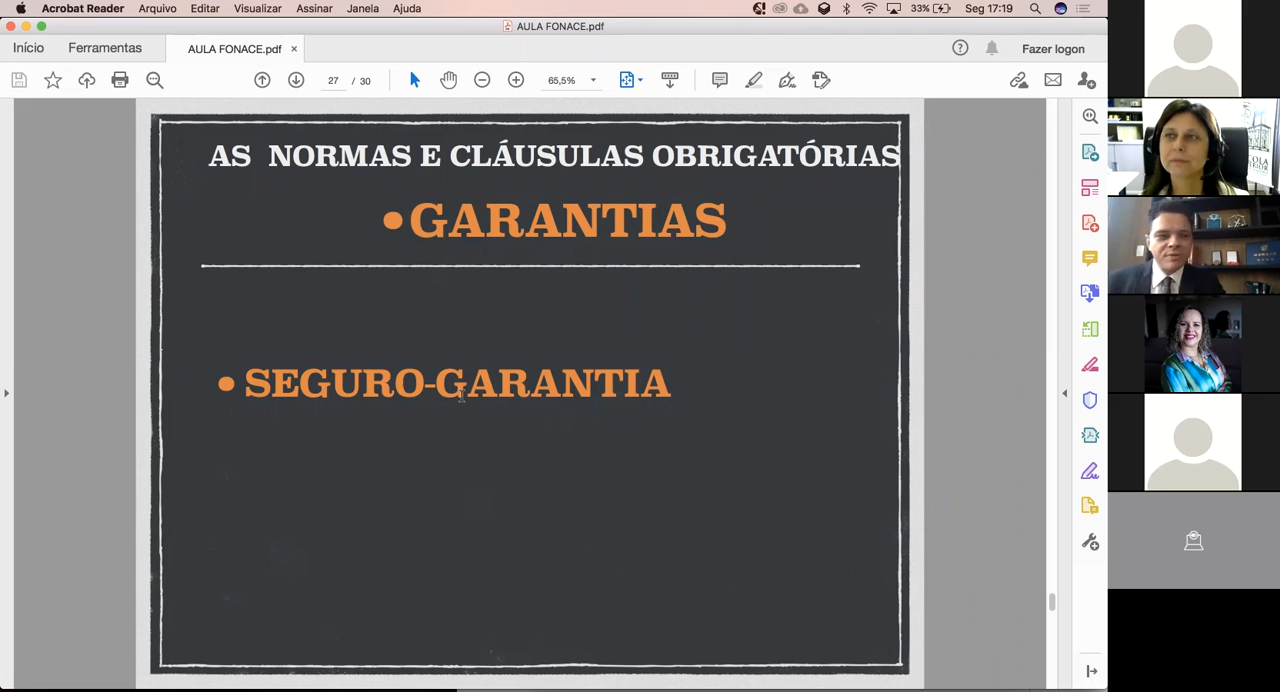 Acrobat Reader Arquivo Editar Visualizar Assinar Janela Ajuda 33% Seg 17:19
AULA FONACE.pdf
Início Ferramentas AULA FONACE.pdf × Fazer logon
27 / 30 65,5%
AS NORMAS E CLÁUSULAS OBRIGATÓRIAS
•GARANTIAS
• SEGURO-GARANTIA